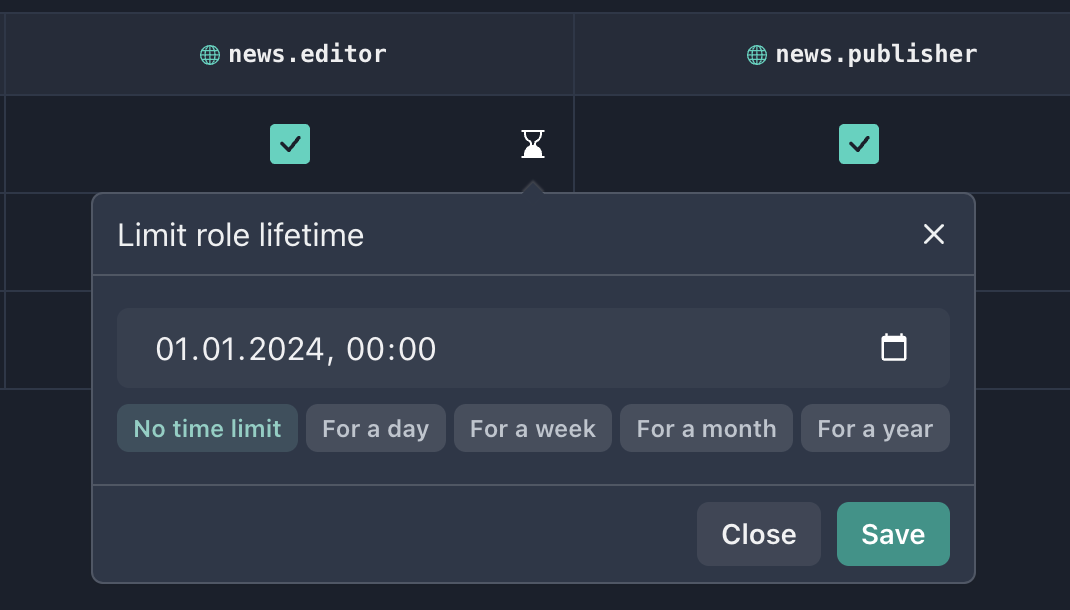 news.editor news.publisher
Limit role lifetime
01.01.2024, 00:00
No time limit For a day For a week For a month For a year
Close Save